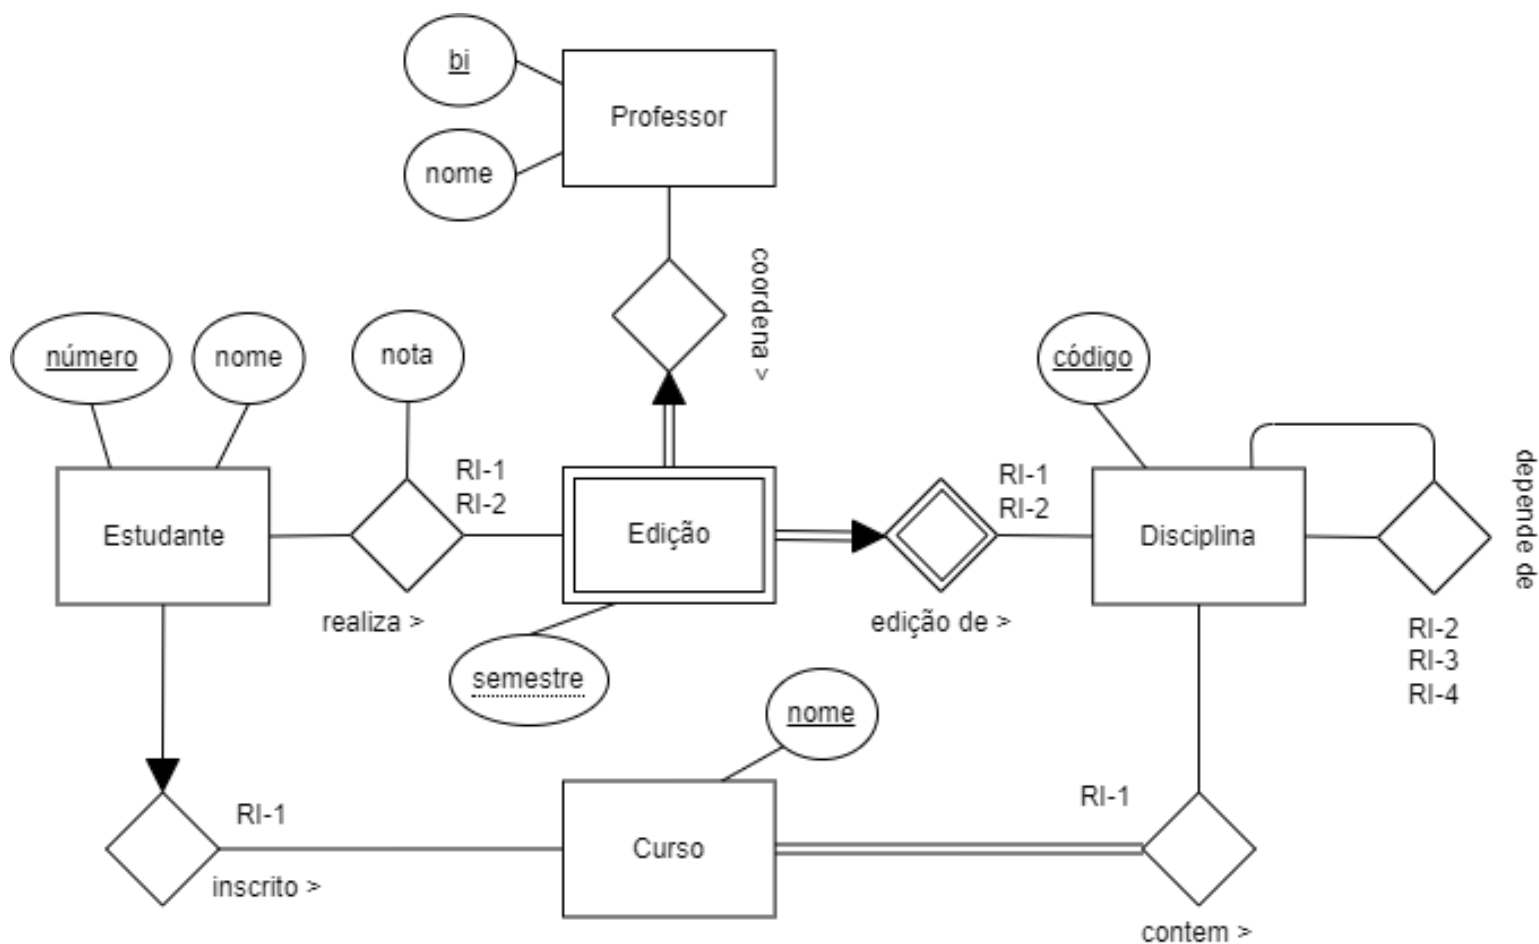 bi
Professor
nome
coordena >
número
nome
nota
código
RI-1
RI-2
RI-1
RI-2
Estudante
Edição
Disciplina
depende de
realiza >
edição de >
RI-2
RI-3
RI-4
semestre
nome
RI-1
RI-1
Curso
inscrito >
contem >